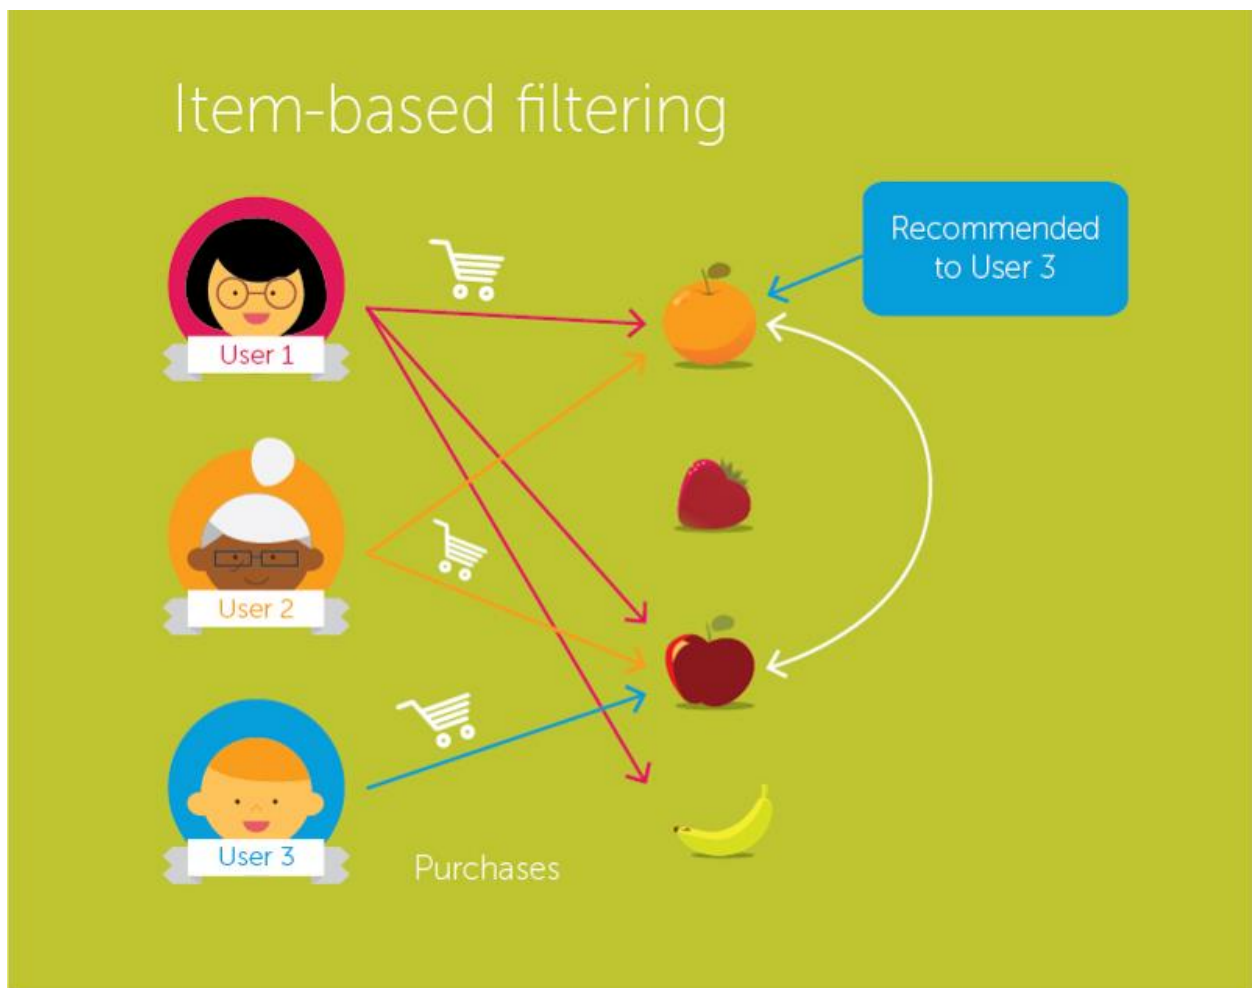 Item-based filtering
Recommended
to User 3
User 1
User 2
User 3
Purchases